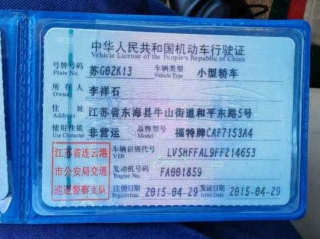 中华人民共和国机动车行驶证
Vehicle License of the People's Republic of China
号牌号码 苏G02K13 车辆类型 小型轿车
Plate No. Vehicle Type
所有人 李祥石
Owner
住址 江苏省东海县牛山街道和平东路5号
Address
使用性质 非营运 品牌型号 福特牌CAF7153A4
Use Character Model
江苏省连云港 车辆识别代号 LVSHFFAL9FF214653
VIN
市公安局交通 发动机号码 FA001859
Engine No.
巡逻警察支队 注册日期 2015-04-29 发证日期 2015-04-29
Register Date Issue Date